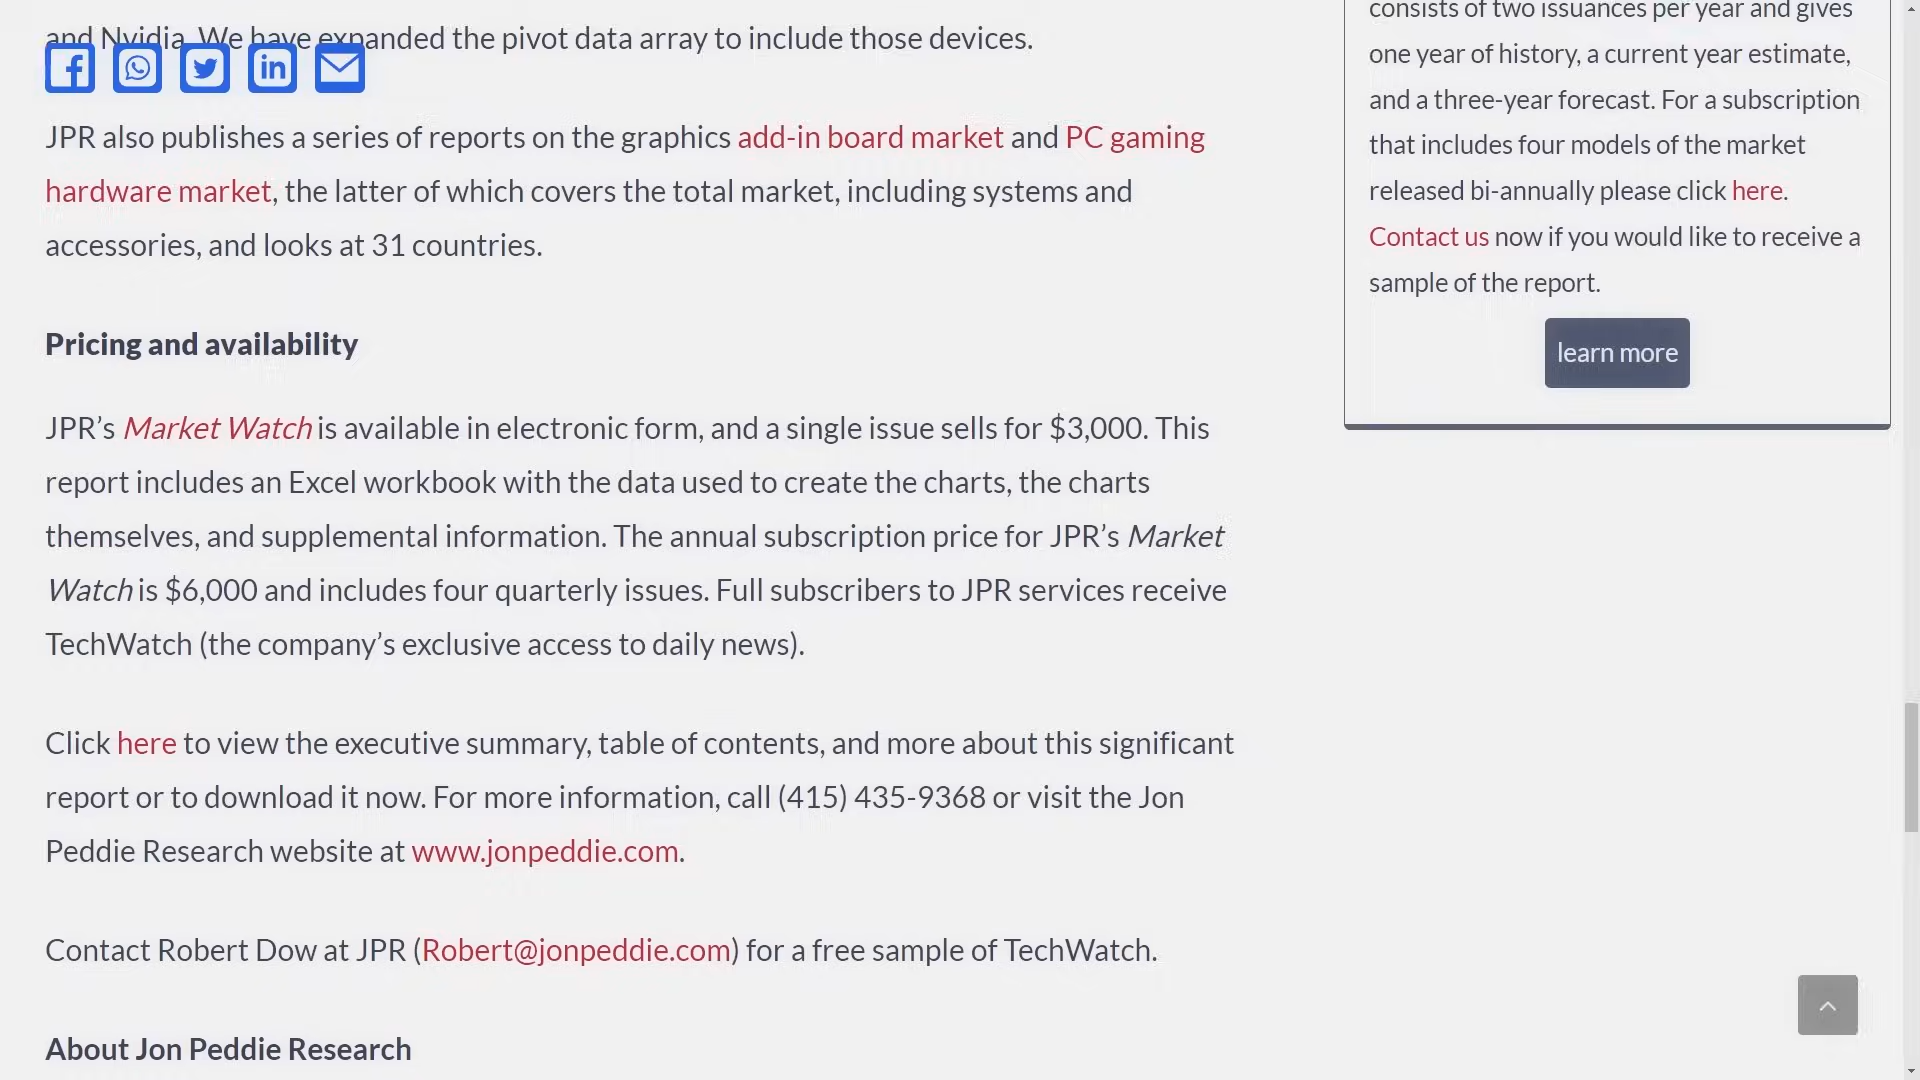 and Nvidia. We have expanded the pivot data array to include those devices.
JPR also publishes a series of reports on the graphics add-in board market and PC gaming
hardware market, the latter of which covers the total market, including systems and
accessories, and looks at 31 countries.
Pricing and availability
JPR’s Market Watch is available in electronic form, and a single issue sells for $3,000. This
report includes an Excel workbook with the data used to create the charts, the charts
themselves, and supplemental information. The annual subscription price for JPR’s Market
Watch is $6,000 and includes four quarterly issues. Full subscribers to JPR services receive
TechWatch (the company’s exclusive access to daily news).
Click here to view the executive summary, table of contents, and more about this significant
report or to download it now. For more information, call (415) 435-9368 or visit the Jon
Peddie Research website at www.jonpeddie.com.
Contact Robert Dow at JPR (Robert@jonpeddie.com) for a free sample of TechWatch.
About Jon Peddie Research
consists of two issuances per year and gives
one year of history, a current year estimate,
and a three-year forecast. For a subscription
that includes four models of the market
released bi-annually please click here.
Contact us now if you would like to receive a
sample of the report.
learn more